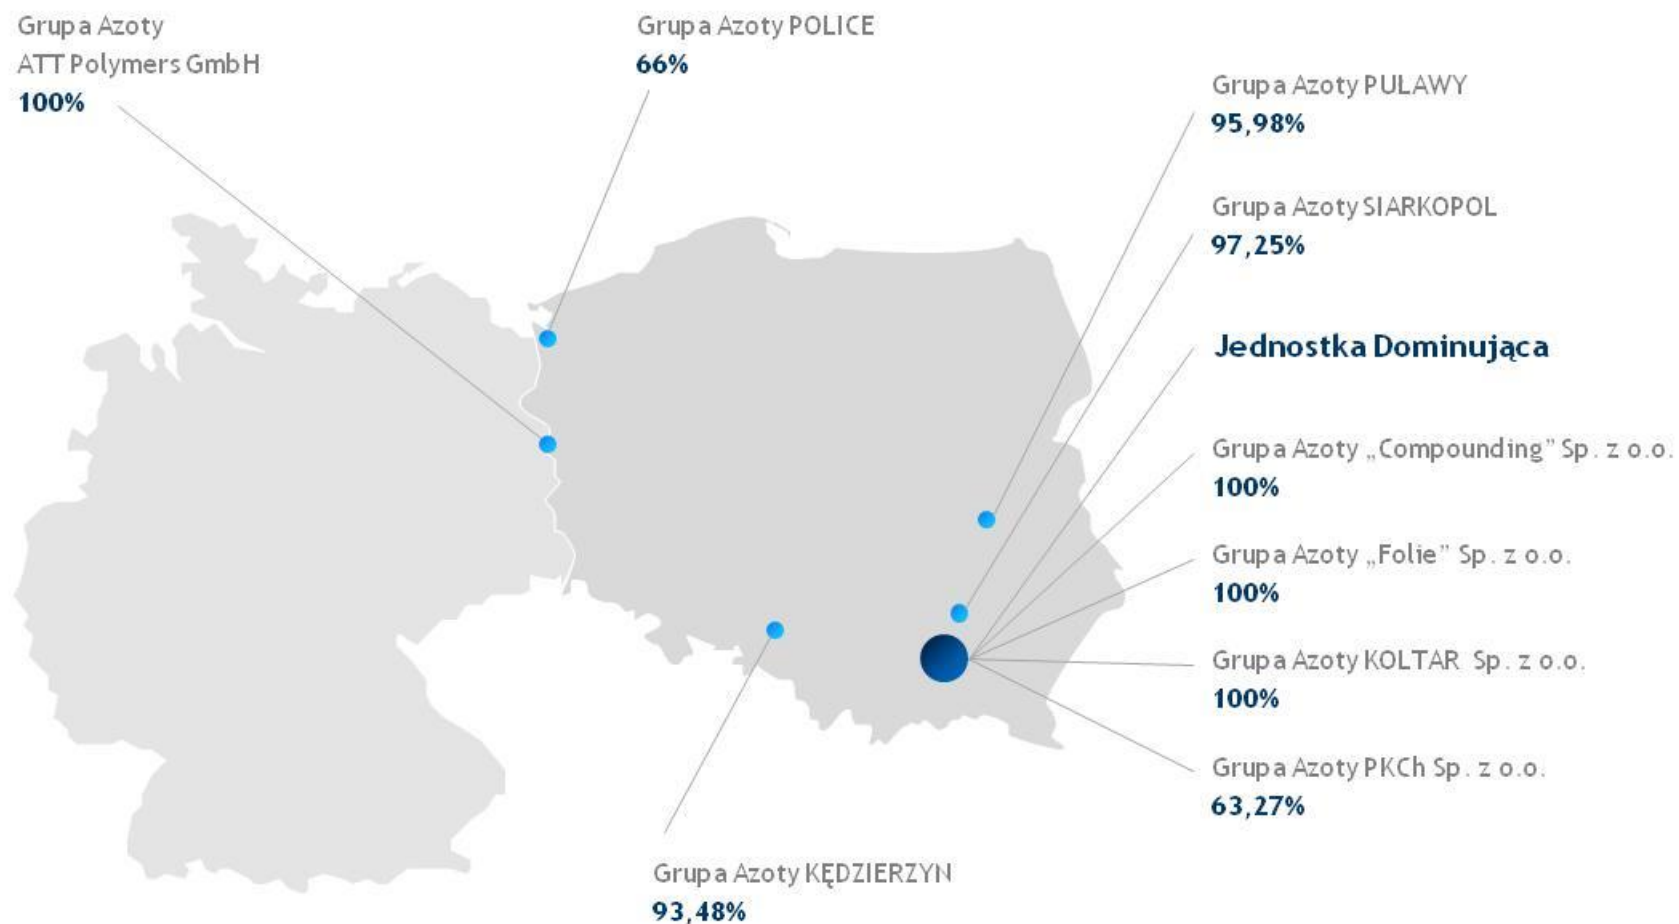 Grupa Azoty
ATT Polymers GmbH
100%
Grupa Azoty POLICE
66%
Grupa Azoty PUŁAWY
95,98%
Grupa Azoty SIARKOPOL
97,25%
Jednostka Dominująca
Grupa Azoty „Compounding” Sp. z o.o.
100%
Grupa Azoty „Folie” Sp. z o.o.
100%
Grupa Azoty KOLTAR Sp. z o.o.
100%
Grupa Azoty PKCh Sp. z o.o.
63,27%
Grupa Azoty KĘDZIERZYN
93,48%